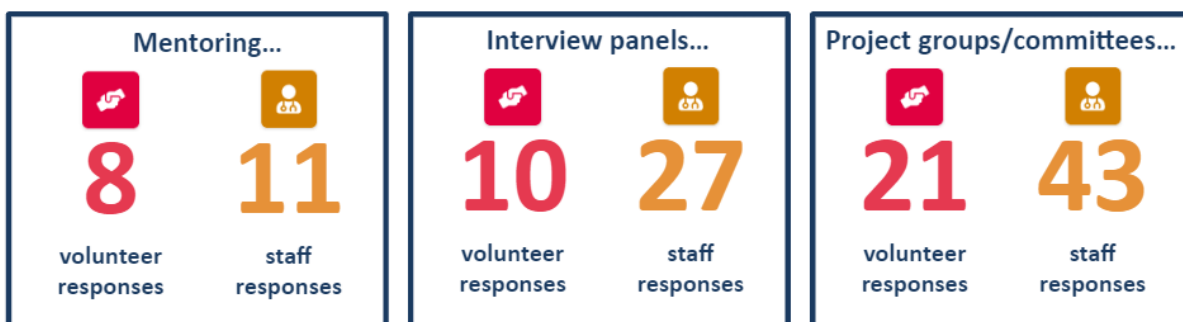 Mentoring...
8
11
volunteer
responses
staff
responses
Interview panels...
10
27
volunteer
responses
staff
responses
Project groups/committees...
21
43
volunteer
responses
staff
responses